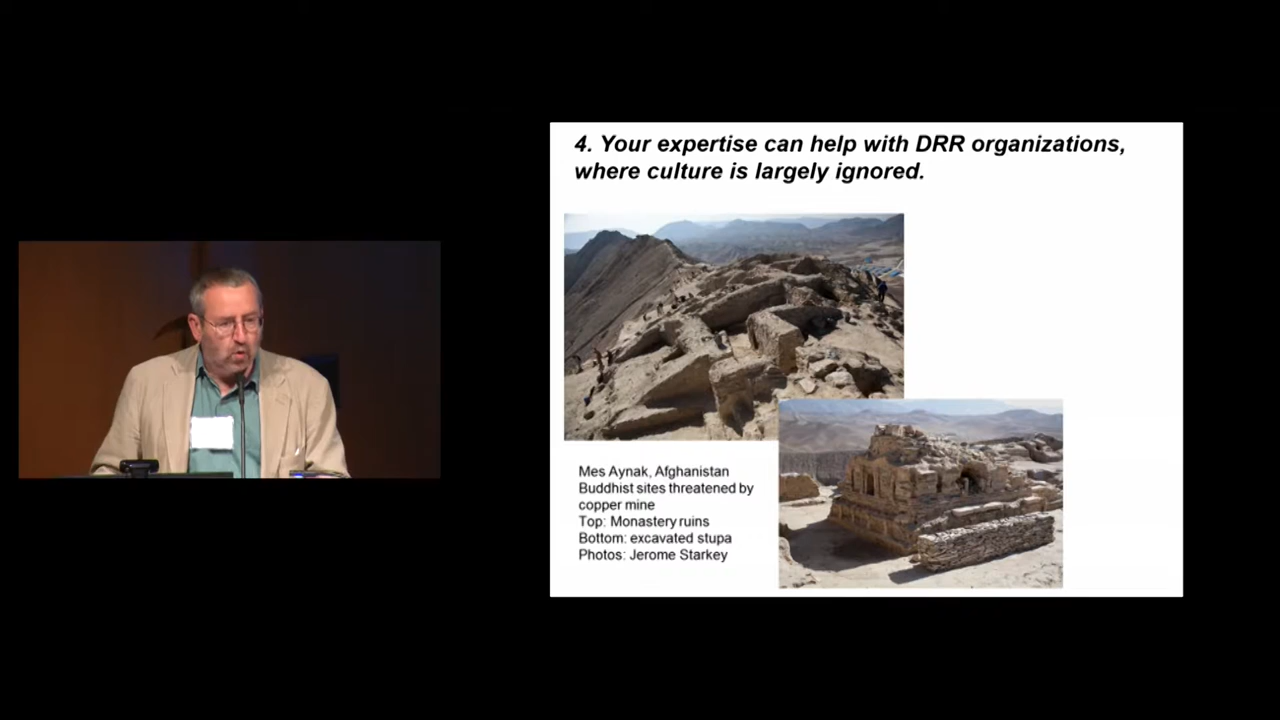 4. Your expertise can help with DRR organizations,
where culture is largely ignored.
Mes Aynak, Afghanistan
Buddhist sites threatened by
copper mine
Top: Monastery ruins
Bottom: excavated stupa
Photos: Jerome Starkey